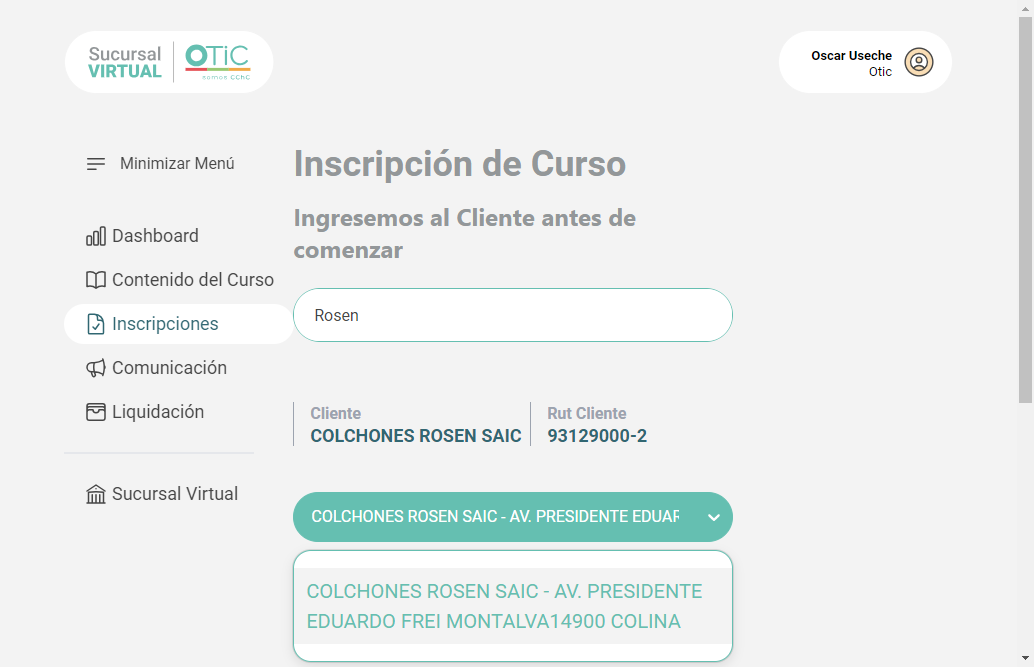 Sucursal
VIRTUAL
OTIC
somos CChC
Oscar Useche
Otic
Minimizar Menú
Dashboard
Contenido del Curso
Inscripciones
Comunicación
Liquidación
Sucursal Virtual
Inscripción de Curso
Ingresemos al Cliente antes de
comenzar
Rosen
Cliente
COLCHONES ROSEN SAIC
Rut Cliente
93129000-2
COLCHONES ROSEN SAIC - AV. PRESIDENTE EDUAR
COLCHONES ROSEN SAIC - AV. PRESIDENTE
EDUARDO FREI MONTALVA14900 COLINA